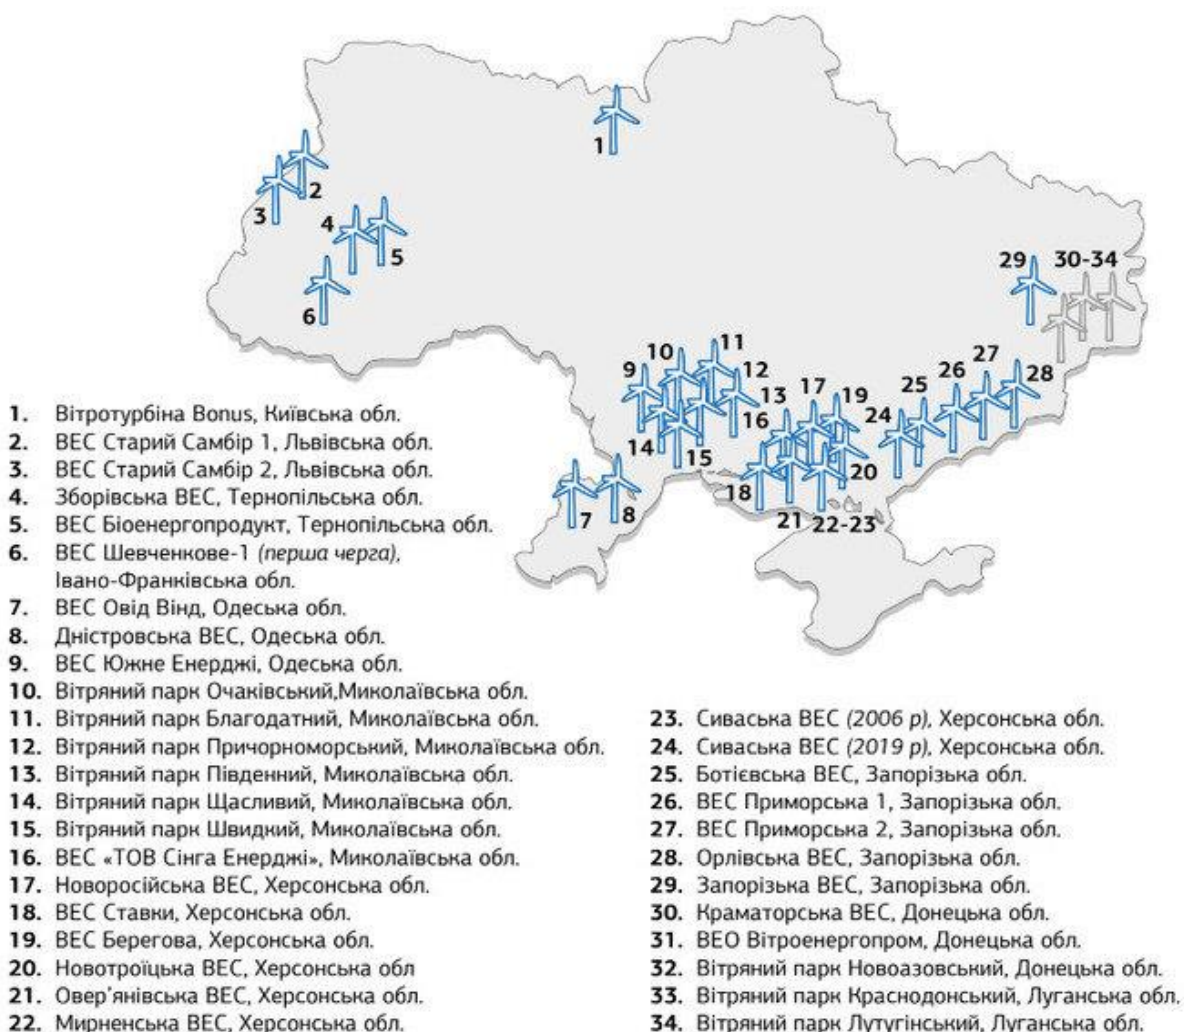 1
2
3
4
5
6
29
30-34
11
10
9
12
27
28
26
13
17
19
25
24
16
14
15
20
18
7
8
21
22-23
1. Вітротурбіна Bonus, Київська обл.
2. ВЕС Старий Самбір 1, Львівська обл.
3. ВЕС Старий Самбір 2, Львівська обл.
4. Зборівська ВЕС, Тернопільська обл.
5. ВЕС Біоенергопродукт, Тернопільська обл.
6. ВЕС Шевченкове-1 (перша черга),
Івано-Франківська обл.
7. ВЕС Овід Вінд, Одеська обл.
8. Дністровська ВЕС, Одеська обл.
9. ВЕС Южне Енерджі, Одеська обл.
10. Вітряний парк Очаківський,Миколаївська обл.
11. Вітряний парк Благодатний, Миколаївська обл.
12. Вітряний парк Причорноморський, Миколаївська обл.
13. Вітряний парк Південний, Миколаївська обл.
14. Вітряний парк Щасливий, Миколаївська обл.
15. Вітряний парк Швидкий, Миколаївська обл.
16. ВЕС «ТОВ Сінга Енерджі», Миколаївська обл.
17. Новоросійська ВЕС, Херсонська обл.
18. ВЕС Ставки, Херсонська обл.
19. ВЕС Берегова, Херсонська обл.
20. Новотроїцька ВЕС, Херсонська обл
21. Овер'янівська ВЕС, Херсонська обл.
22. Мирненська ВЕС, Херсонська обл.
23. Сиваська ВЕС (2006 р), Херсонська обл.
24. Сиваська ВЕС (2019 р), Херсонська обл.
25. Ботієвська ВЕС, Запорізька обл.
26. ВЕС Приморська 1, Запорізька обл.
27. ВЕС Приморська 2, Запорізька обл.
28. Орлівська ВЕС, Запорізька обл.
29. Запорізька ВЕС, Запорізька обл.
30. Краматорська ВЕС, Донецька обл.
31. ВЕО Вітроенергопром, Донецька обл.
32. Вітряний парк Новоазовський, Донецька обл.
33. Вітряний парк Краснодонський, Луганська обл.
34. Вітряний парк Лутугінський, Луганська обл.